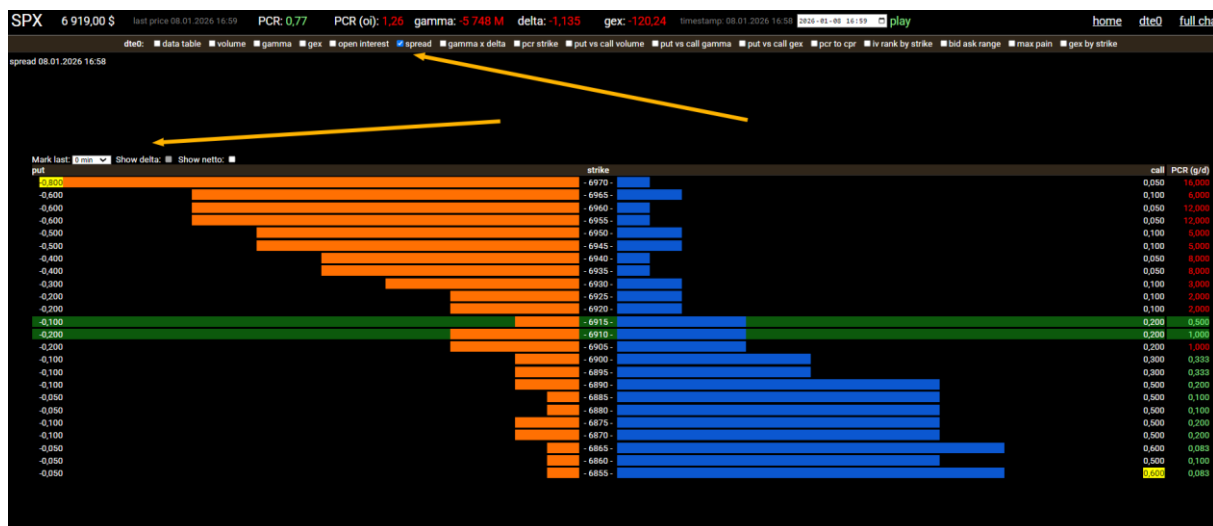 SPX 6 919,00 $ last price 08.01.2026 16:59 PCR: 0,77 PCR (oi): 1,26 gamma: -5 748 M delta: -1,135 gex: -120,24 timestamp: 08.01.2026 16:58 2026-01-08 16:59 play home dte0 full cha
dte0: data table volume gamma gex open interest spread gamma x delta pcr strike put vs call volume put vs call gamma put vs call gex pcr to cpr iv rank by strike bid ask range max pain gex by strike
spread 08.01.2026 16:58
Mark last: 0 min Show delta: Show netto:
put strike call PCR (g/d)
-0,800 - 6970 - 0,050 16,000
-0,600 - 6965 - 0,100 6,000
-0,600 - 6960 - 0,050 12,000
-0,600 - 6955 - 0,050 12,000
-0,500 - 6950 - 0,100 5,000
-0,500 - 6945 - 0,100 5,000
-0,400 - 6940 - 0,050 8,000
-0,400 - 6935 - 0,050 8,000
-0,300 - 6930 - 0,100 3,000
-0,200 - 6925 - 0,100 2,000
-0,200 - 6920 - 0,100 2,000
-0,100 - 6915 - 0,200 0,500
-0,200 - 6910 - 0,200 1,000
-0,200 - 6905 - 0,200 1,000
-0,100 - 6900 - 0,300 0,333
-0,100 - 6895 - 0,300 0,333
-0,100 - 6890 - 0,500 0,200
-0,050 - 6885 - 0,500 0,100
-0,050 - 6880 - 0,500 0,100
-0,100 - 6875 - 0,500 0,200
-0,100 - 6870 - 0,500 0,200
-0,050 - 6865 - 0,600 0,083
-0,050 - 6860 - 0,500 0,100
-0,050 - 6855 - 0,600 0,083